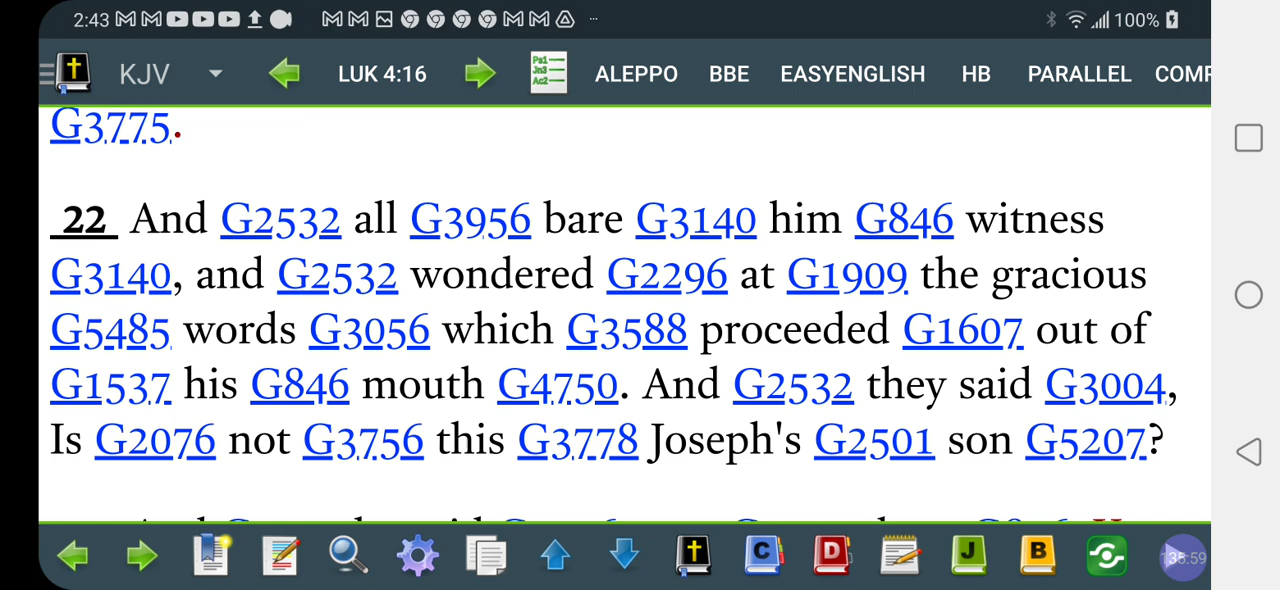 2:43 100%
KJV LUK 4:16 Ps1 Jn3 Ac2 ALEPPO BBE EASYENGLISH HB PARALLEL
G3775.
22 And G2532 all G3956 bare G3140 him G846 witness
G3140, and G2532 wondered G2296 at G1909 the gracious
G5485 words G3056 which G3588 proceeded G1607 out of
G1537 his G846 mouth G4750. And G2532 they said G3004,
Is G2076 not G3756 this G3778 Joseph's G2501 son G5207?
C D J B